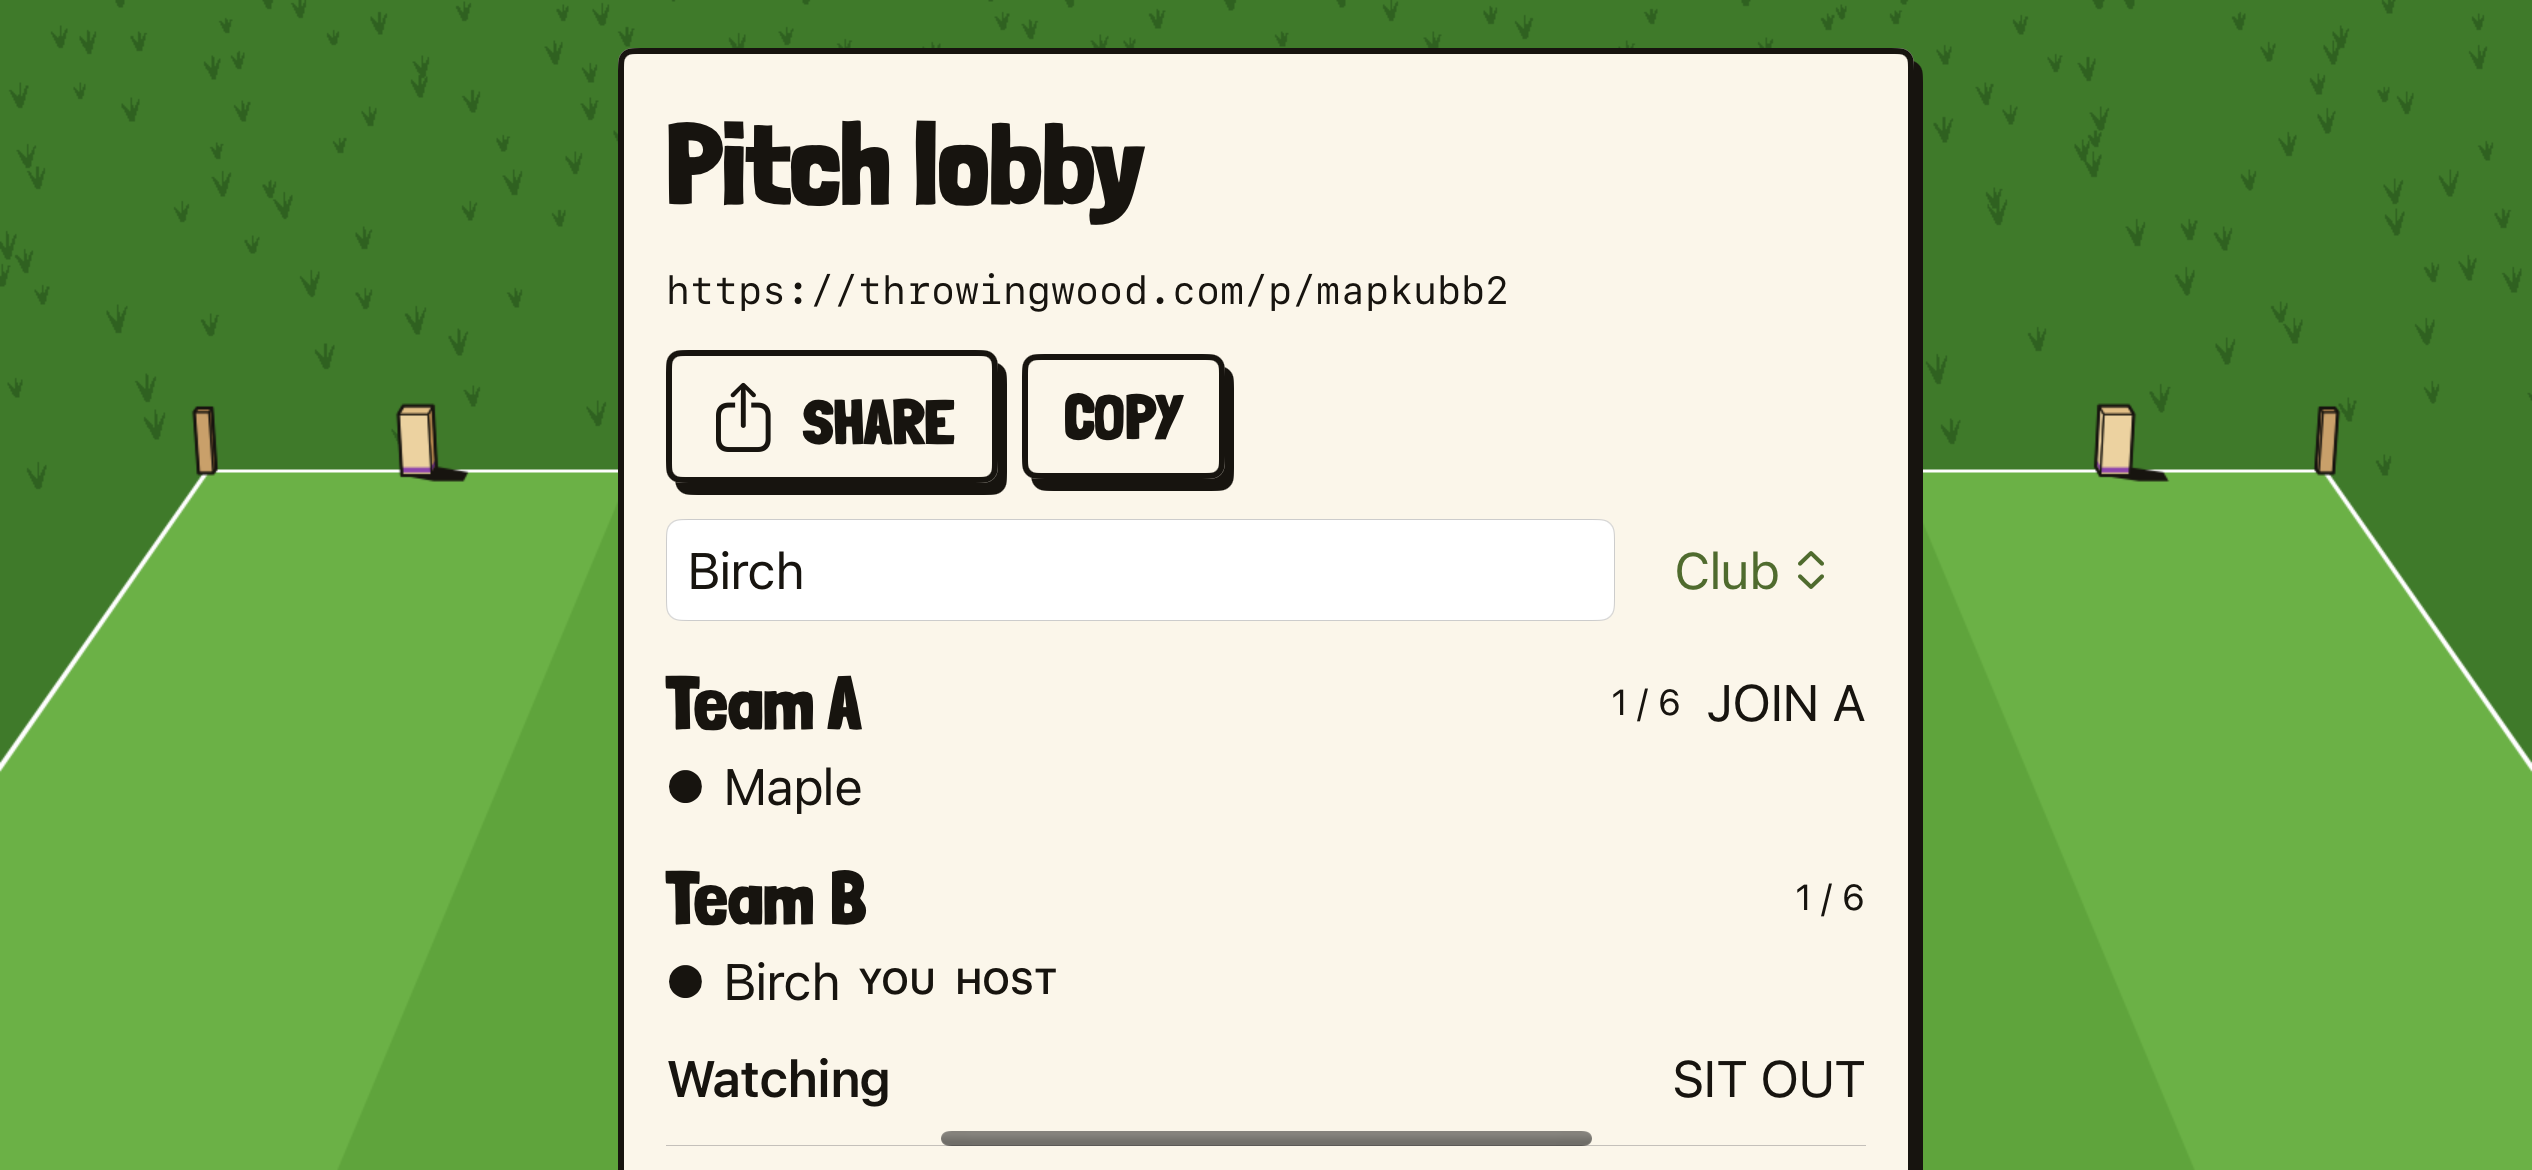 Pitch lobby
https://throwingwood.com/p/mapkubb2
SHARE COPY
Birch Club
Team A 1 / 6 JOIN A
Maple
Team B 1 / 6
Birch YOU HOST
Watching SIT OUT